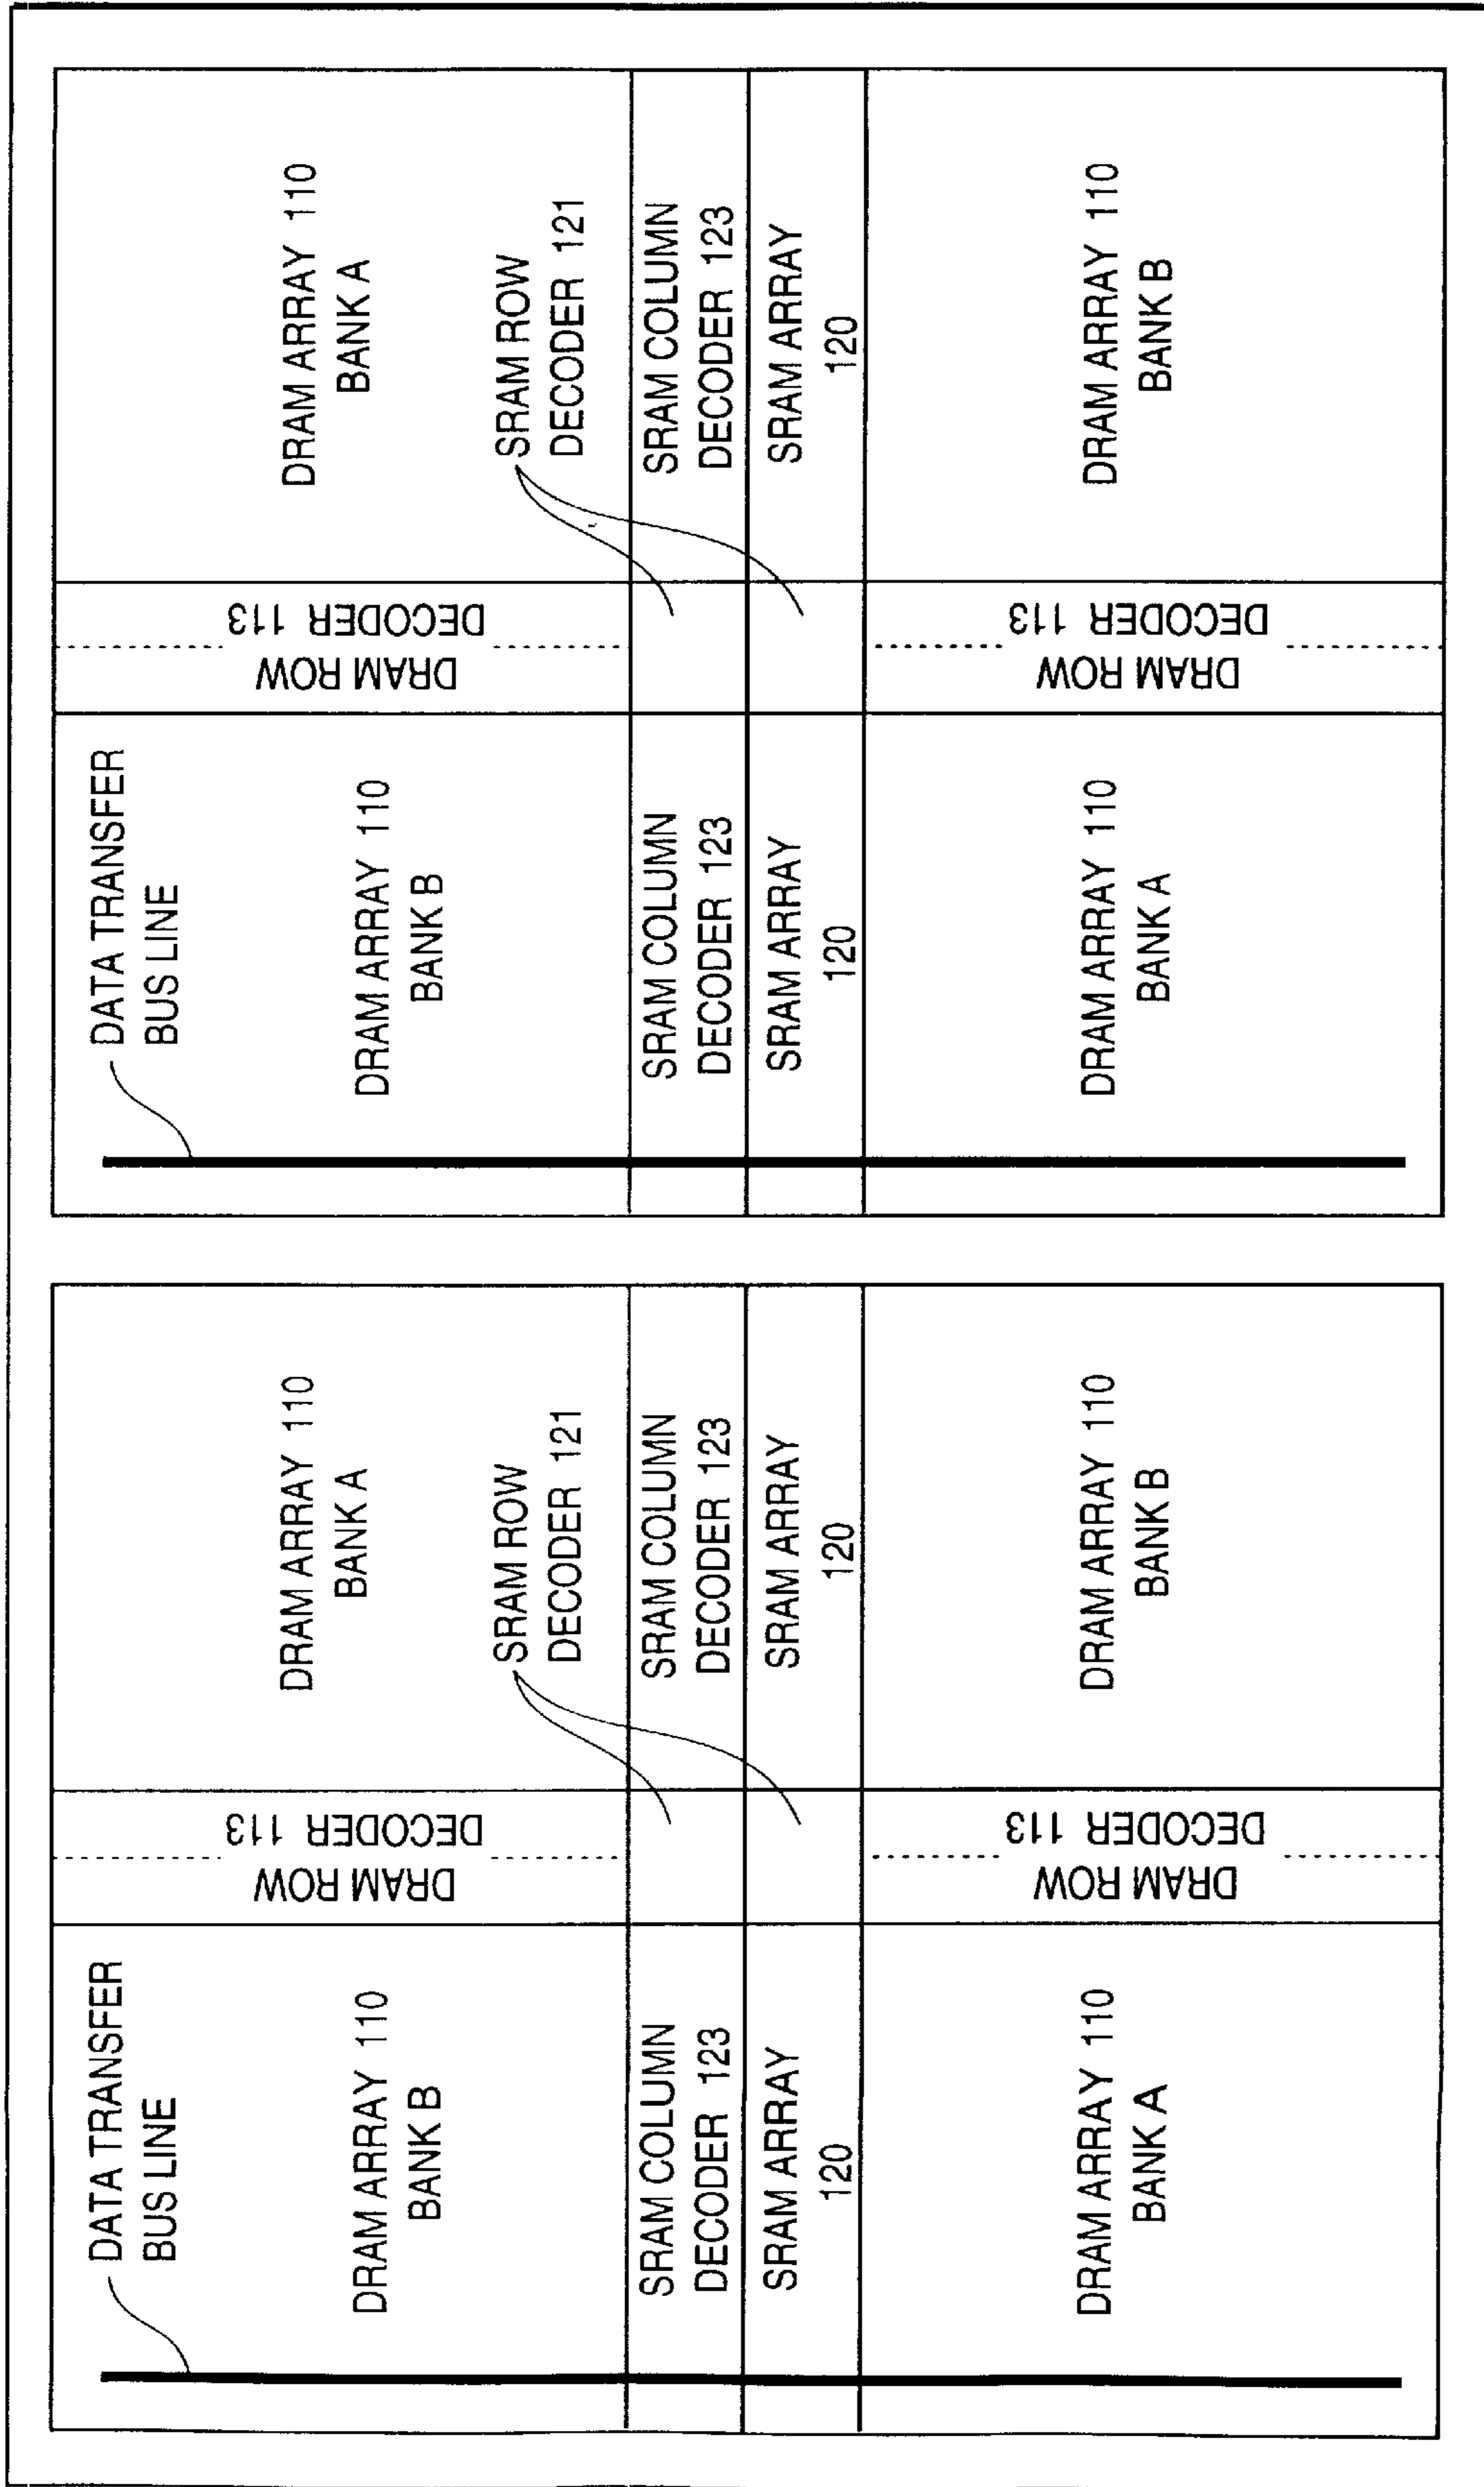 DATA TRANSFER
BUS LINE
DRAM ARRAY 110
BANK B
DRAM ROW
DECODER 113
DRAM ARRAY 110
BANK A
SRAM ROW
DECODER 121
SRAM COLUMN
DECODER 123
SRAM COLUMN
DECODER 123
SRAM ARRAY
120
SRAM ARRAY
120
DRAM ARRAY 110
BANK A
DRAM ROW
DECODER 113
DRAM ARRAY 110
BANK B
DATA TRANSFER
BUS LINE
DRAM ARRAY 110
BANK B
DRAM ROW
DECODER 113
DRAM ARRAY 110
BANK A
SRAM ROW
DECODER 121
SRAM COLUMN
DECODER 123
SRAM COLUMN
DECODER 123
SRAM ARRAY
120
SRAM ARRAY
120
DRAM ARRAY 110
BANK A
DRAM ROW
DECODER 113
DRAM ARRAY 110
BANK B